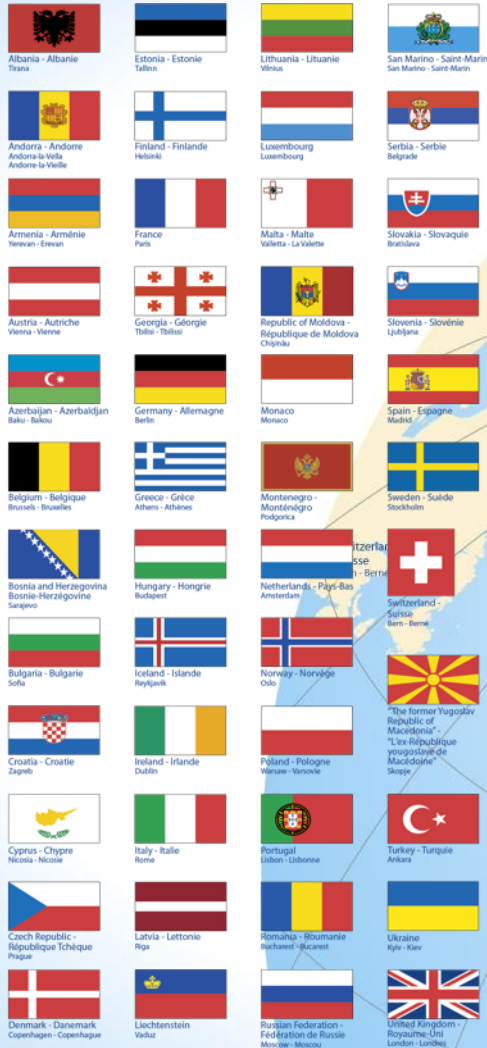 Albania - Albanie
Tirana
Andorra - Andorre
Andorra-la-Vella
Andorre-la-Vieille
Armenia - Arménie
Yerevan - Erevan
Austria - Autriche
Vienna - Vienne
Azerbaijan - Azerbaïdjan
Baku - Bakou
Belgium - Belgique
Brussels - Bruxelles
Bosnia and Herzegovina
Bosnie-Herzégovine
Sarajevo
Bulgaria - Bulgarie
Sofia
Croatia - Croatie
Zagreb
Cyprus - Chypre
Nicosia - Nicosie
Czech Republic -
République Tchèque
Prague
Denmark - Danemark
Copenhagen - Copenhague
Estonia - Estonie
Tallinn
Finland - Finlande
Helsinki
France
Paris
Georgia - Géorgie
Tbilisi - Tbilissi
Germany - Allemagne
Berlin
Greece - Grèce
Athens - Athènes
Hungary - Hongrie
Budapest
Iceland - Islande
Reykjavik
Ireland - Irlande
Dublin
Italy - Italie
Rome
Latvia - Lettonie
Riga
Liechtenstein
Vaduz
Lithuania - Lituanie
Vilnius
Luxembourg
Luxembourg
Malta - Malte
Valletta - La Valette
Republic of Moldova -
République de Moldova
Chişinău
Monaco
Monaco
Montenegro -
Monténégro
Podgorica
Netherlands - Pays-Bas
Amsterdam
Norway - Norvège
Oslo
Poland - Pologne
Warsaw - Varsovie
Portugal
Lisbon - Lisbonne
Romania - Roumanie
Bucharest - Bucarest
Russian Federation -
Fédération de Russie
Moscow - Moscou
San Marino - Saint-Marin
San Marino - Saint-Marin
Serbia - Serbie
Belgrade
Slovakia - Slovaquie
Bratislava
Slovenia - Slovénie
Ljubljana
Spain - Espagne
Madrid
Sweden - Suède
Stockholm
Switzerland -
Suisse
Bern - Berne
"The former Yugoslav
Republic of
Macedonia" -
"L'ex-République
yougoslave de
Macédoine"
Skopje
Turkey - Turquie
Ankara
Ukraine
Kyiv - Kiev
United Kingdom -
Royaume-Uni
London - Londres